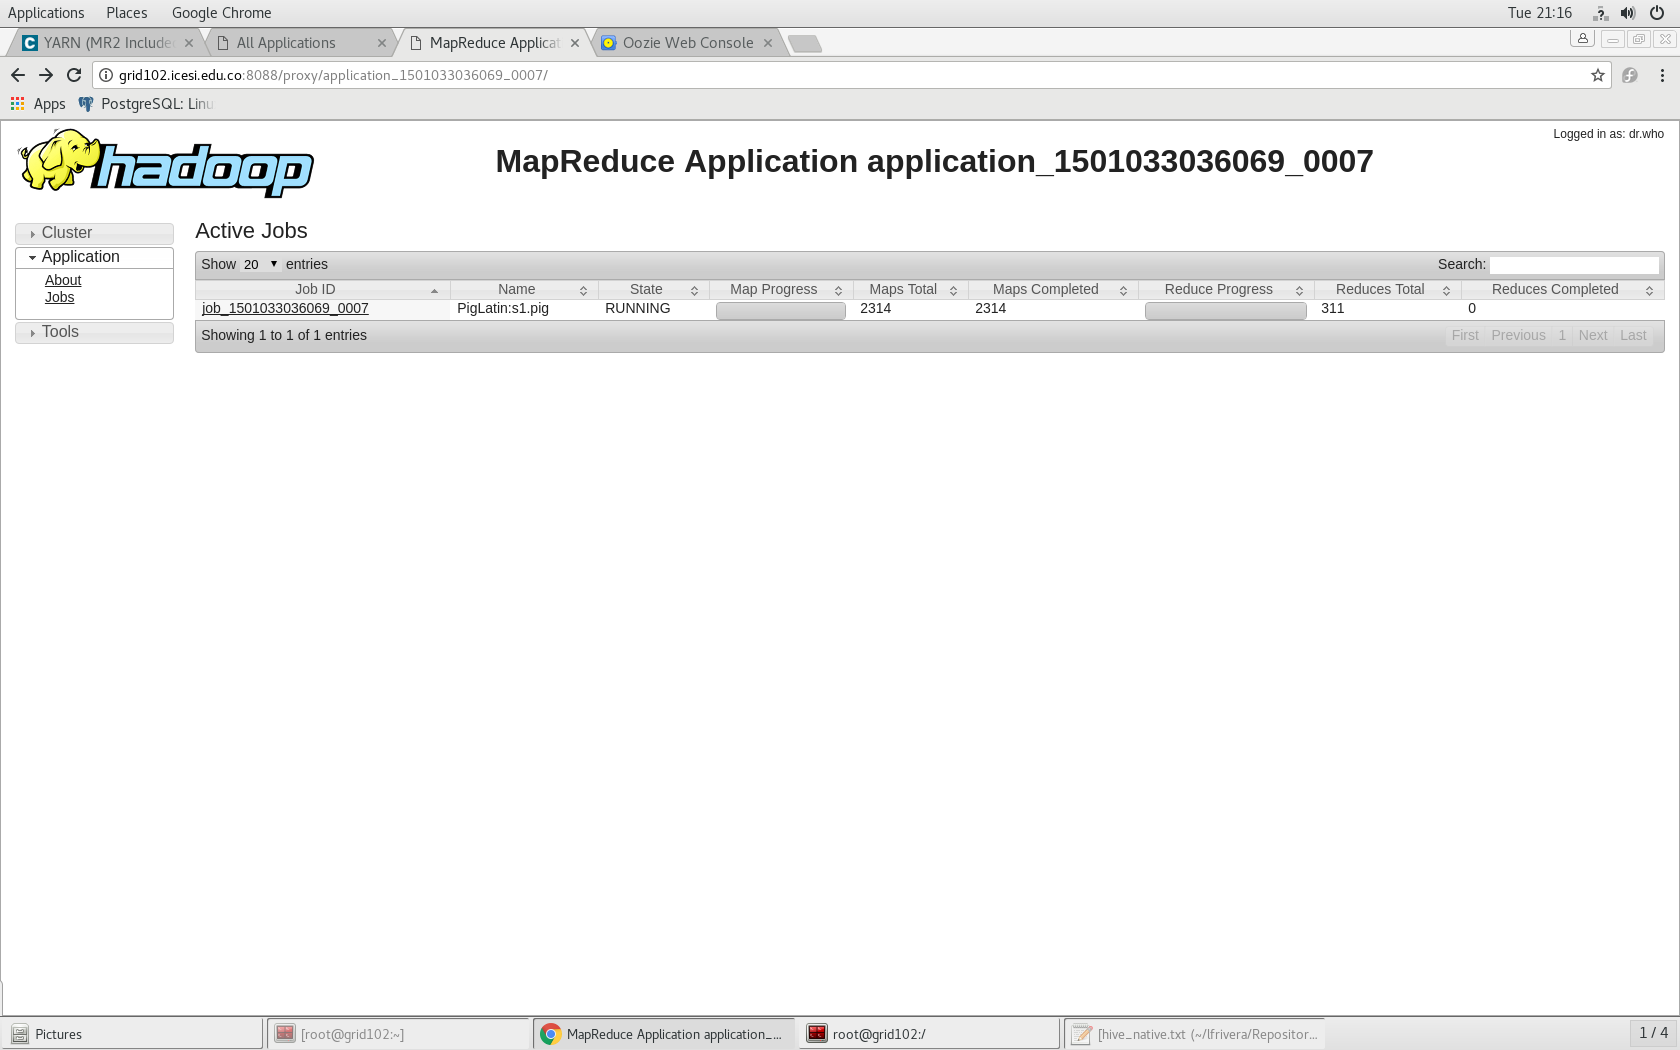 Applications Places Google Chrome Tue 21:16
YARN (MR2 Include All Applications MapReduce Applicat Oozie Web Console
grid102.icesi.edu.co:8088/proxy/application_1501033036069_0007/
Apps PostgreSQL: Linu
Logged in as: dr.who
hadoop
MapReduce Application application_1501033036069_0007
Cluster
Application
About
Jobs
Tools
Active Jobs
Show 20 entries Search:
Job ID Name State Map Progress Maps Total Maps Completed Reduce Progress Reduces Total Reduces Completed
job_1501033036069_0007 PigLatin:s1.pig RUNNING 2314 2314 311 0
Showing 1 to 1 of 1 entries First Previous 1 Next Last
Pictures [root@grid102:~] MapReduce Application application_... root@grid102:/ [hive_native.txt (~/lfrivera/Repositor... 1 / 4